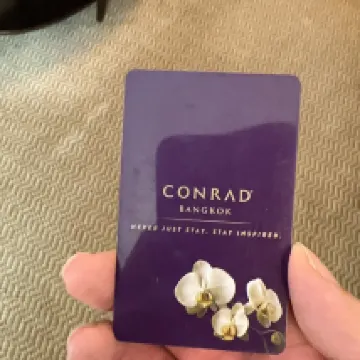 CONRAD
BANGKOK
NEVER JUST STAY. STAY INSPIRED.